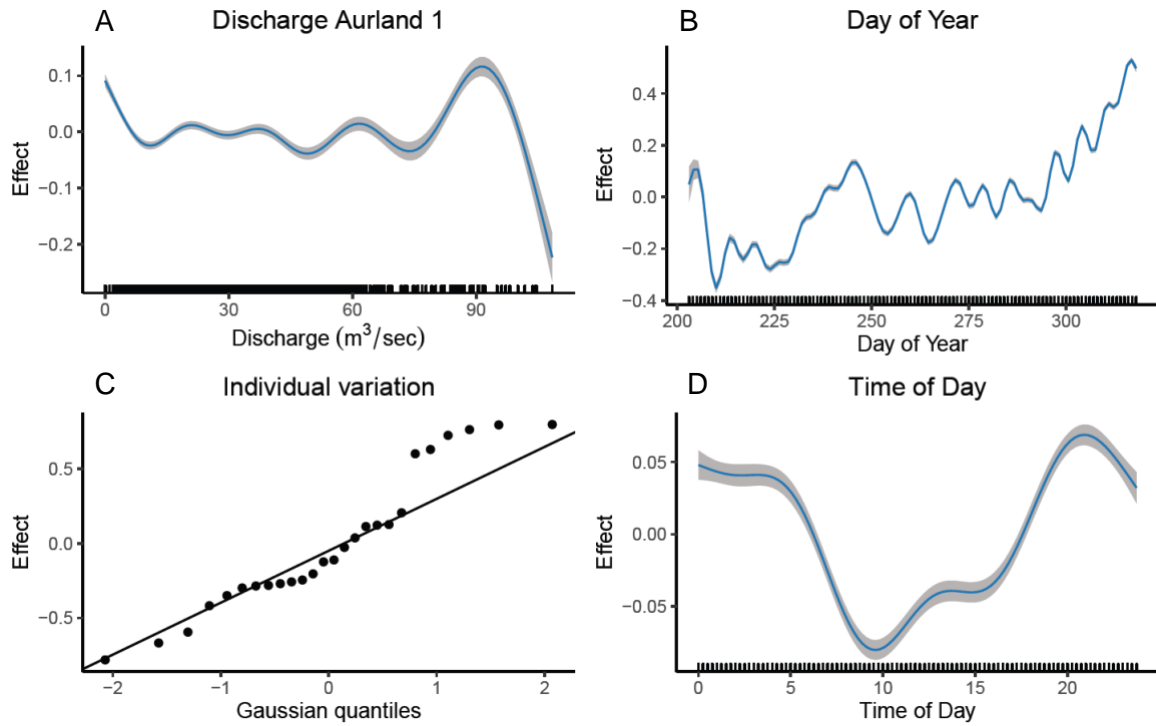 A
Discharge Aurland 1
Effect
0.1
0.0
−0.1
−0.2
0
30
60
90
Discharge (m³/sec)
B
Day of Year
Effect
0.4
0.2
0.0
−0.2
−0.4
200
225
250
275
300
Day of Year
C
Individual variation
Effect
0.5
0.0
−0.5
−2
−1
0
1
2
Gaussian quantiles
D
Time of Day
Effect
0.05
0.00
−0.05
0
5
10
15
20
Time of Day